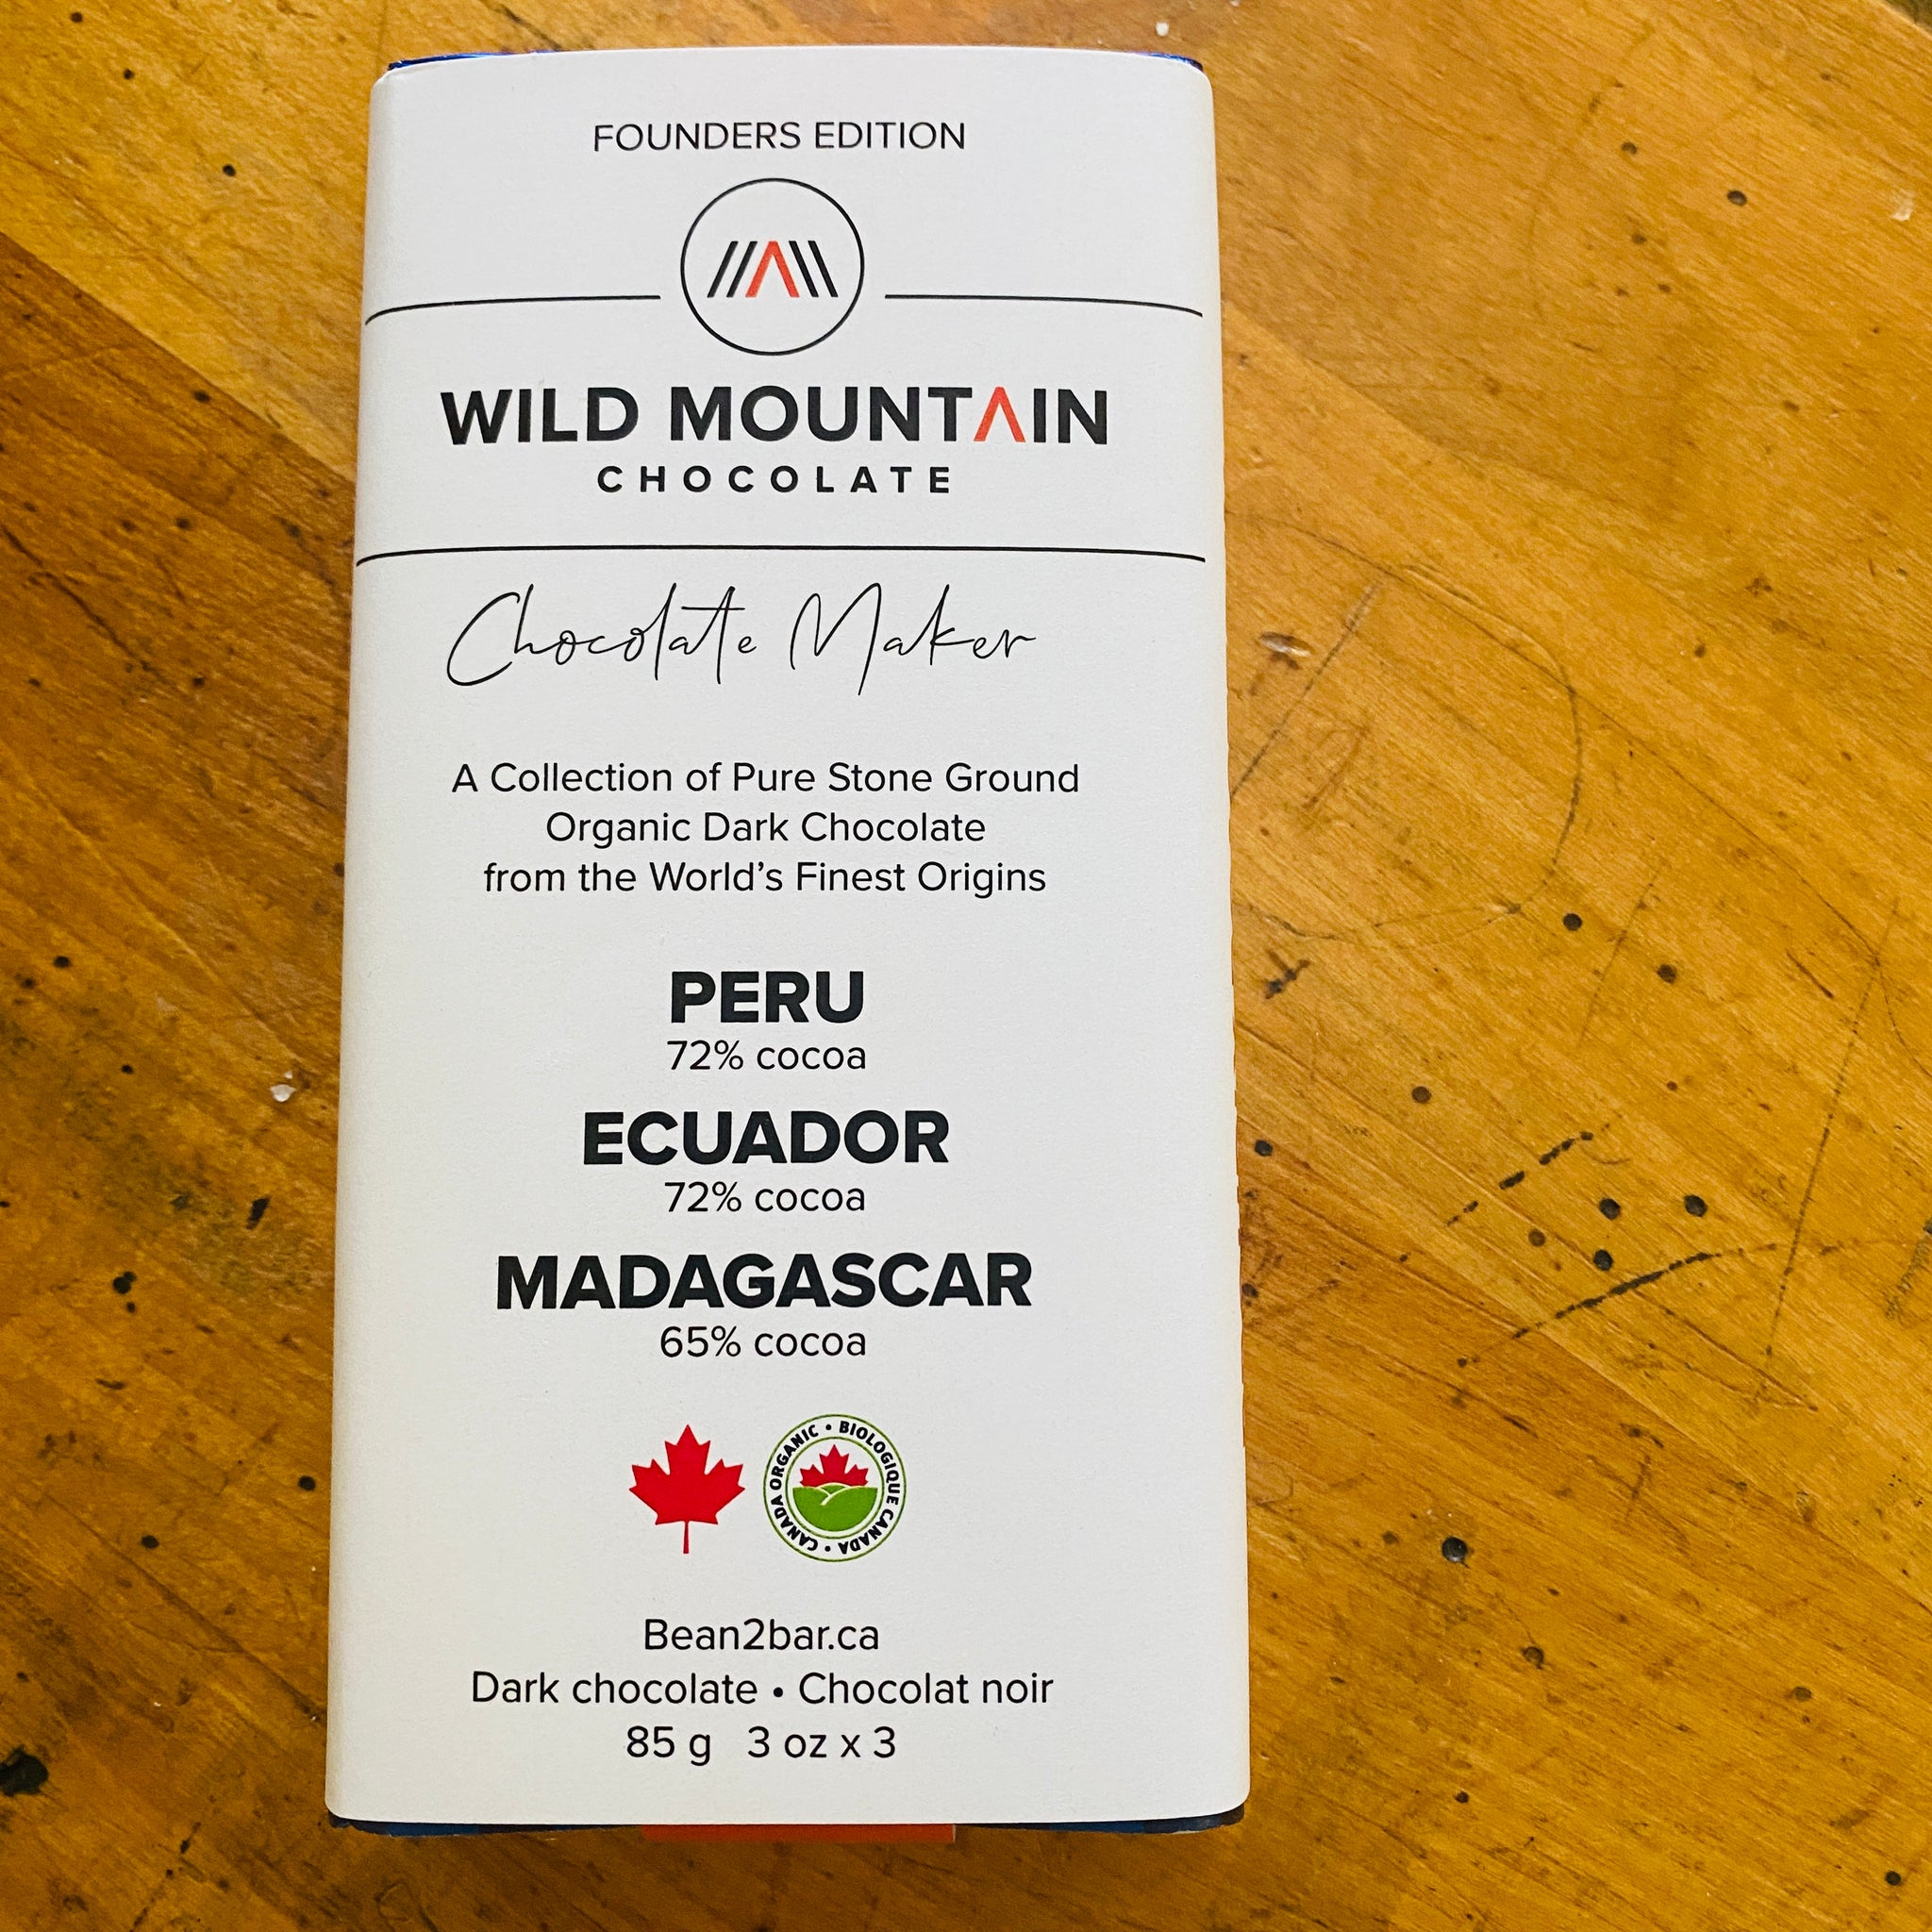 FOUNDERS EDITION
WILD MOUNTΛIN
CHOCOLATE
Chocolate Maker
A Collection of Pure Stone Ground
Organic Dark Chocolate
from the World’s Finest Origins
PERU
72% cocoa
ECUADOR
72% cocoa
MADAGASCAR
65% cocoa
CANADA ORGANIC • BIOLOGIQUE CANADA •
Bean2bar.ca
Dark chocolate • Chocolat noir
85 g 3 oz x 3